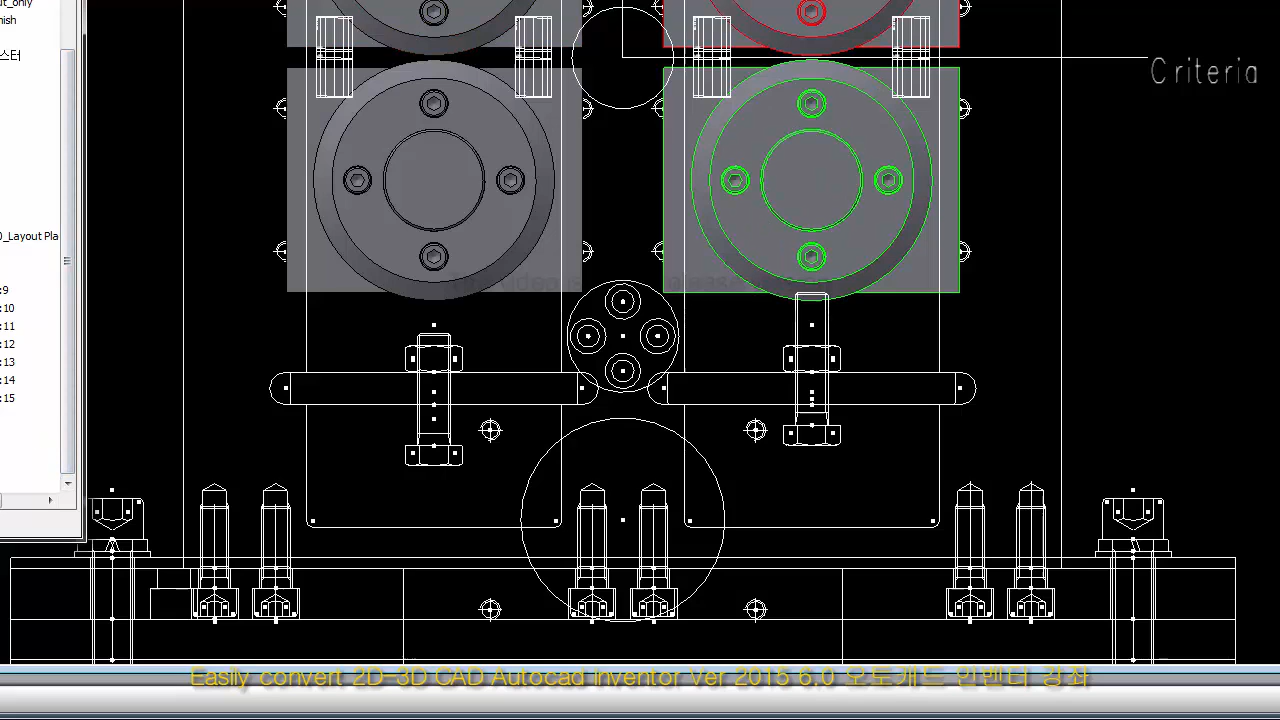 ut_only
nish
스터
Criteria
0_Layout Pla
:9
:10
:11
:12
:13
:14
:15
Easily convert 2D-3D CAD Autocad Inventor Ver 2015 6.0 오토캐드 인벤터 강좌